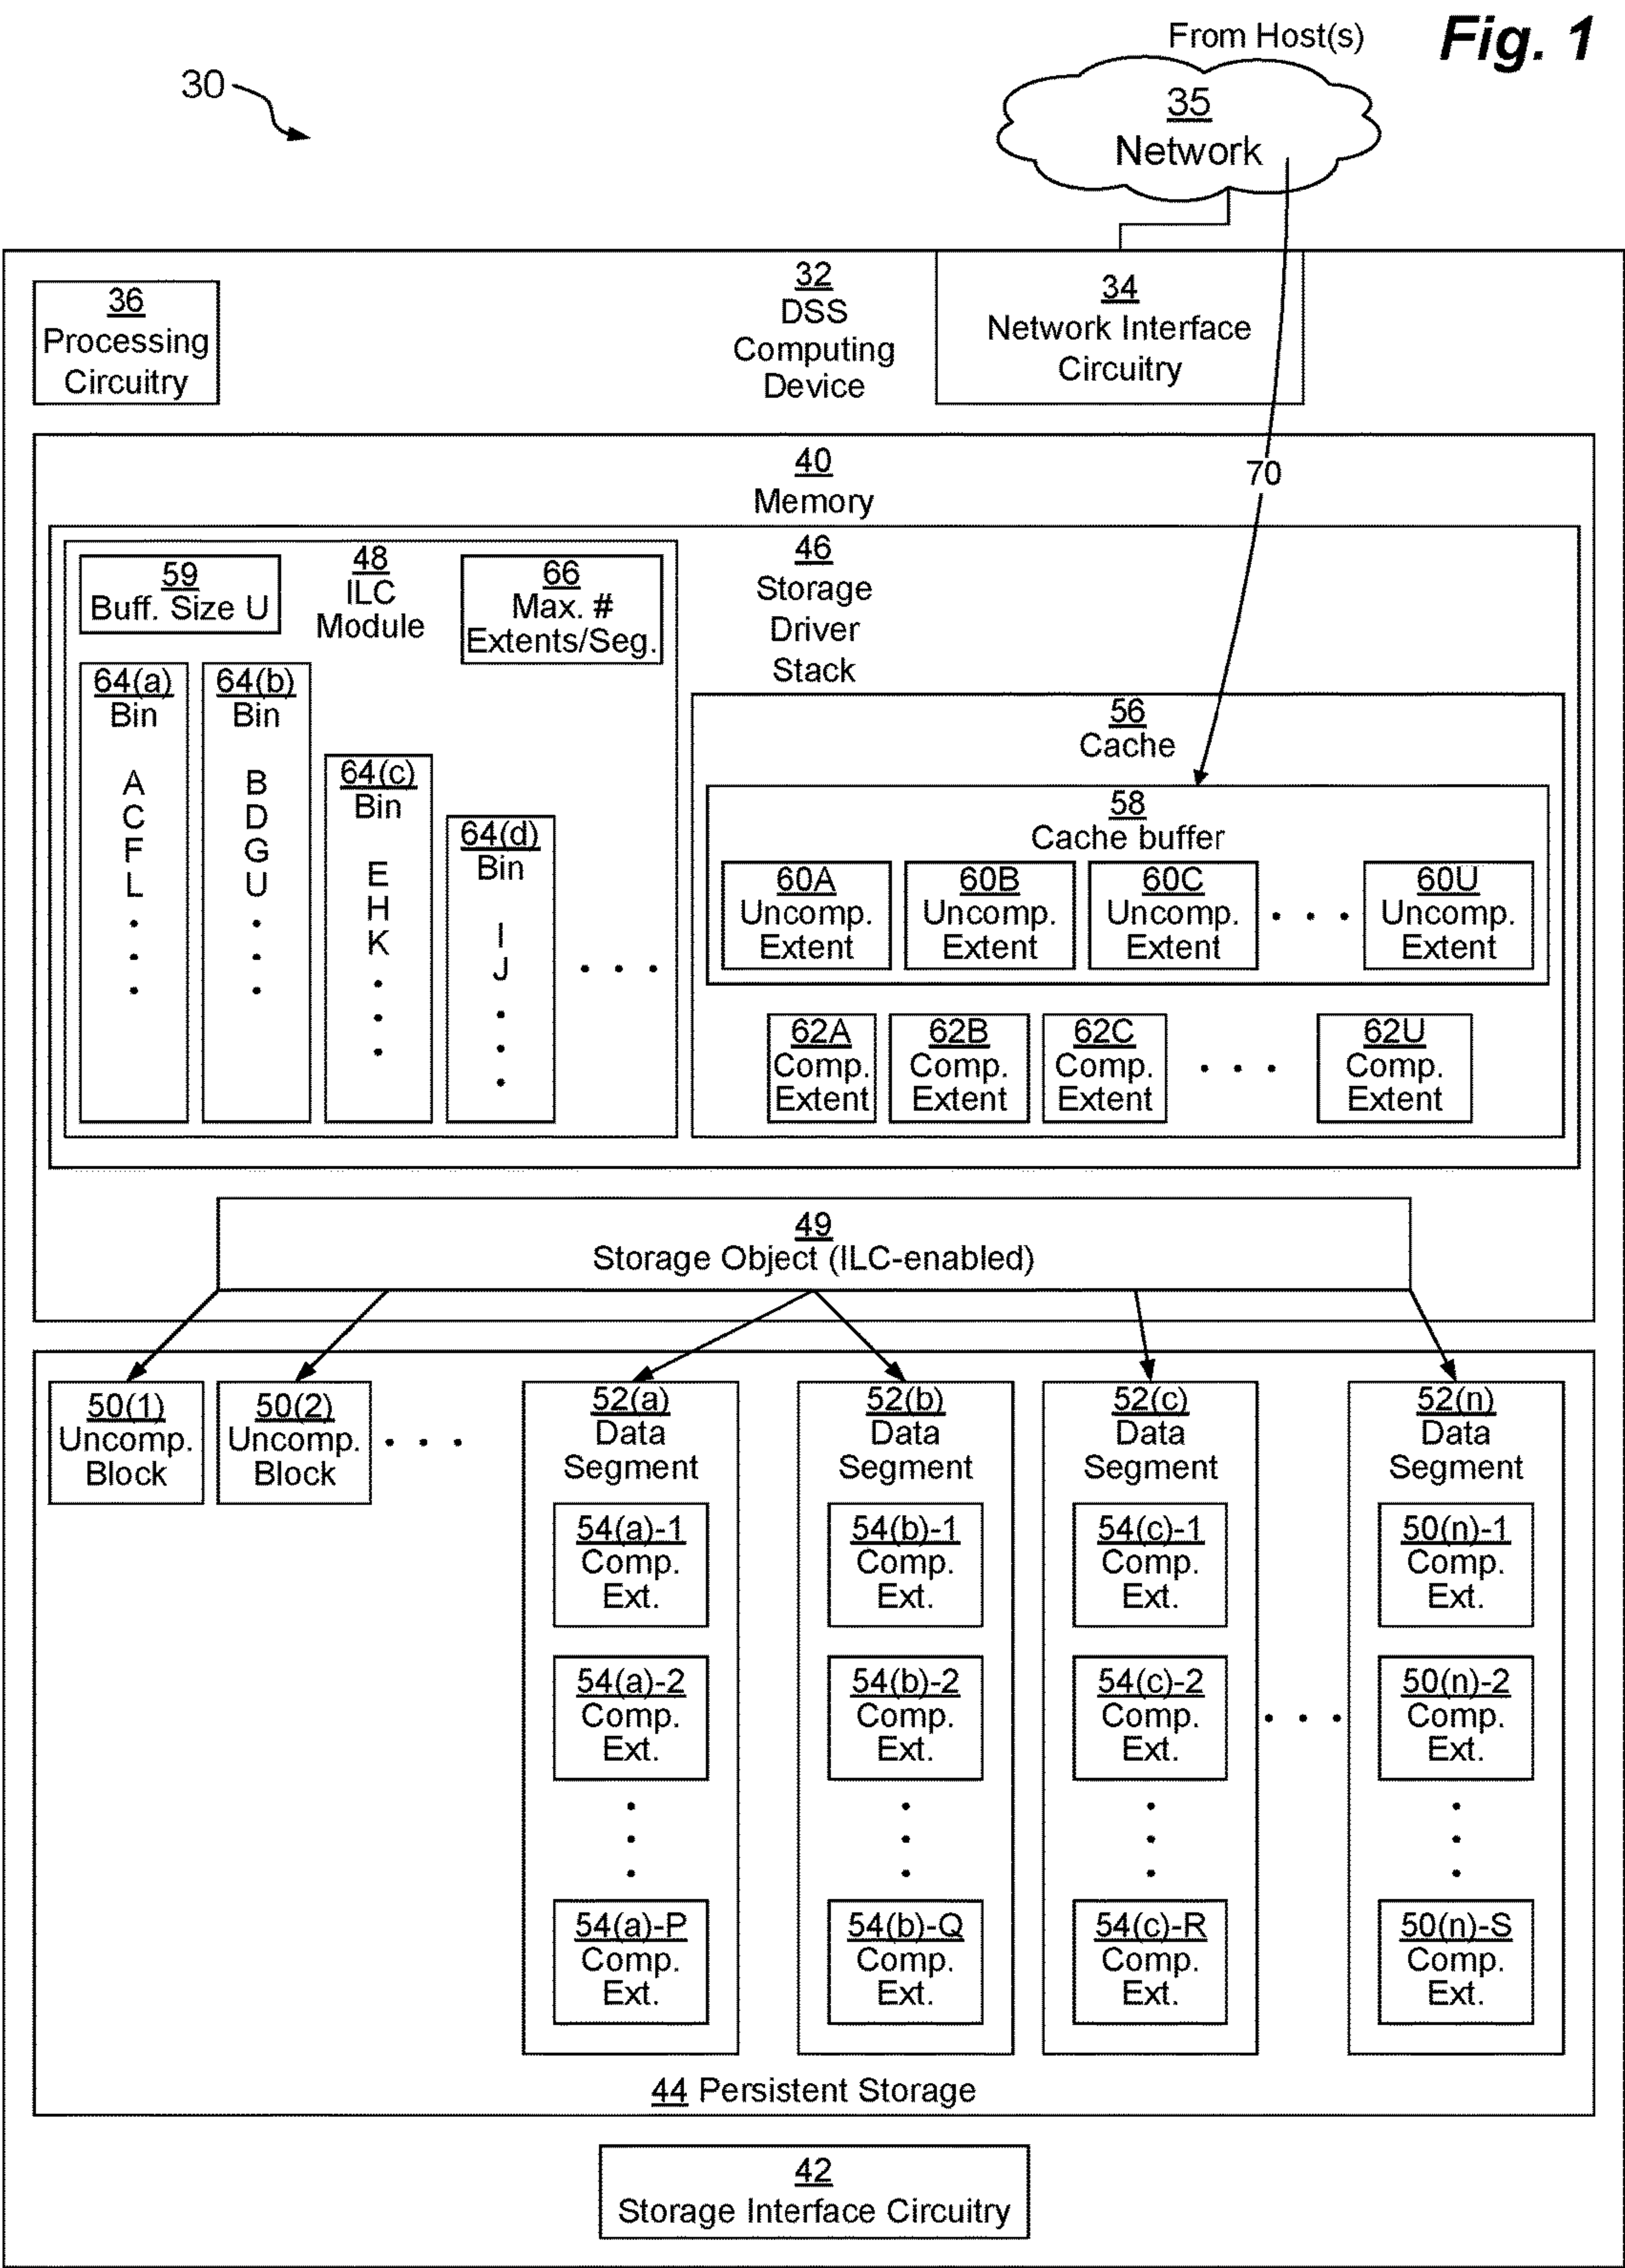 Fig. 1
From Host(s)
30
35
Network
36
Processing
Circuitry
32
DSS
Computing
Device
34
Network Interface
Circuitry
40
Memory
70
59
Buff. Size U
48
ILC
Module
66
Max. #
Extents/Seg.
46
Storage
Driver
Stack
64(a)
Bin
A
C
F
L
64(b)
Bin
B
D
G
U
64(c)
Bin
E
H
K
64(d)
Bin
I
J
56
Cache
58
Cache buffer
60A
Uncomp.
Extent
60B
Uncomp.
Extent
60C
Uncomp.
Extent
60U
Uncomp.
Extent
62A
Comp.
Extent
62B
Comp.
Extent
62C
Comp.
Extent
62U
Comp.
Extent
49
Storage Object (ILC-enabled)
50(1)
Uncomp.
Block
50(2)
Uncomp.
Block
52(a)
Data
Segment
54(a)-1
Comp.
Ext.
54(a)-2
Comp.
Ext.
54(a)-P
Comp.
Ext.
52(b)
Data
Segment
54(b)-1
Comp.
Ext.
54(b)-2
Comp.
Ext.
54(b)-Q
Comp.
Ext.
52(c)
Data
Segment
54(c)-1
Comp.
Ext.
54(c)-2
Comp.
Ext.
54(c)-R
Comp.
Ext.
52(n)
Data
Segment
50(n)-1
Comp.
Ext.
50(n)-2
Comp.
Ext.
50(n)-S
Comp.
Ext.
44 Persistent Storage
42
Storage Interface Circuitry